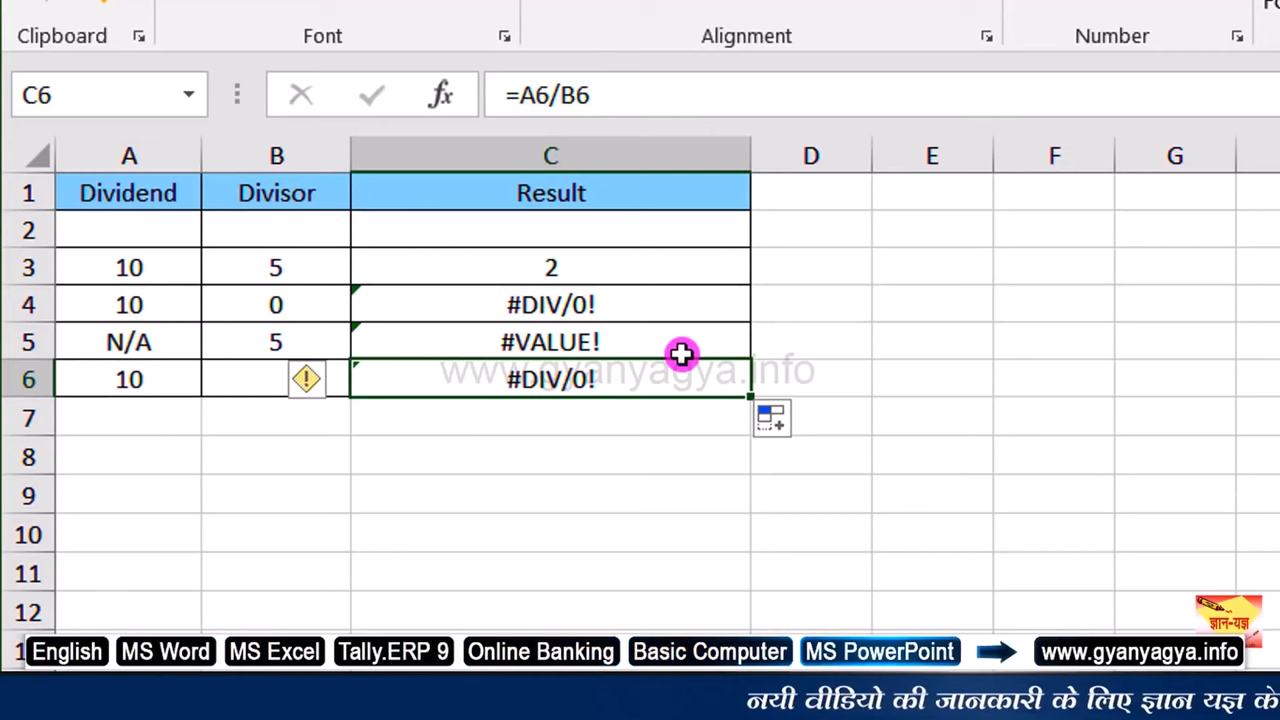 Clipboard Font Alignment Number
C6 fx =A6/B6
A B C D E F G
1 Dividend Divisor Result
2
3 10 5 2
4 10 0 #DIV/0!
5 N/A 5 #VALUE!
6 10 #DIV/0!
www.gyanyagya.info
7
8
9
10
11
12
ज्ञान-यज्ञ
English MS Word MS Excel Tally.ERP 9 Online Banking Basic Computer MS PowerPoint www.gyanyagya.info
नयी वीडियो की जानकारी के लिए ज्ञान यज्ञ के